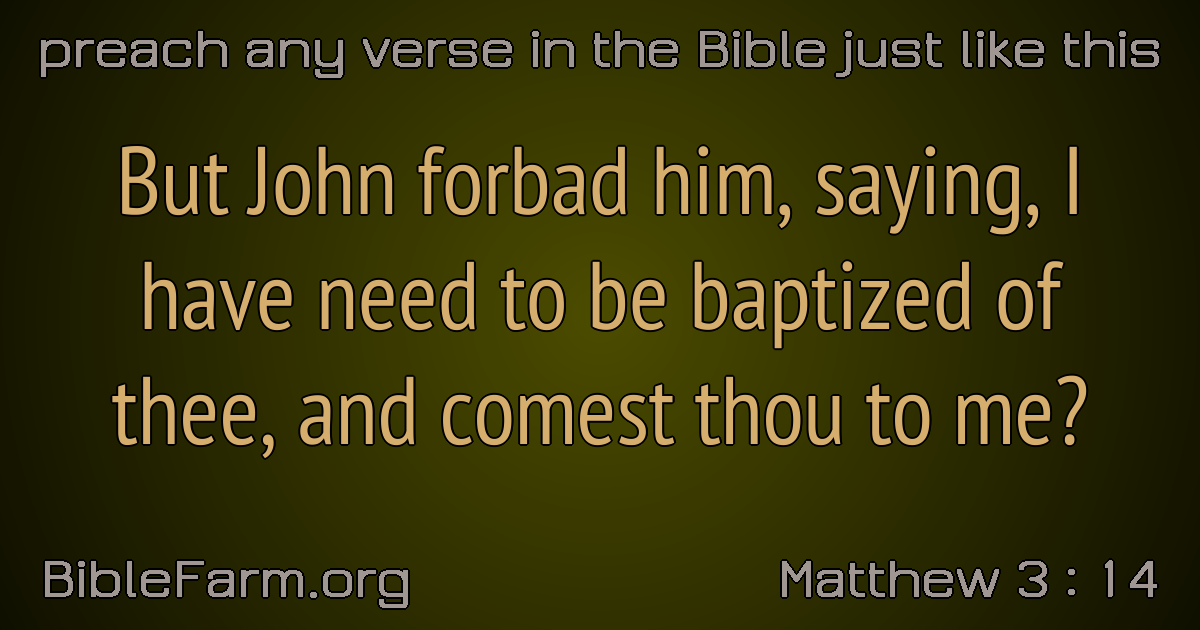 preach any verse in the Bible just like this
But John forbad him, saying, I
have need to be baptized of
thee, and comest thou to me?
BibleFarm.org
Matthew 3 : 14